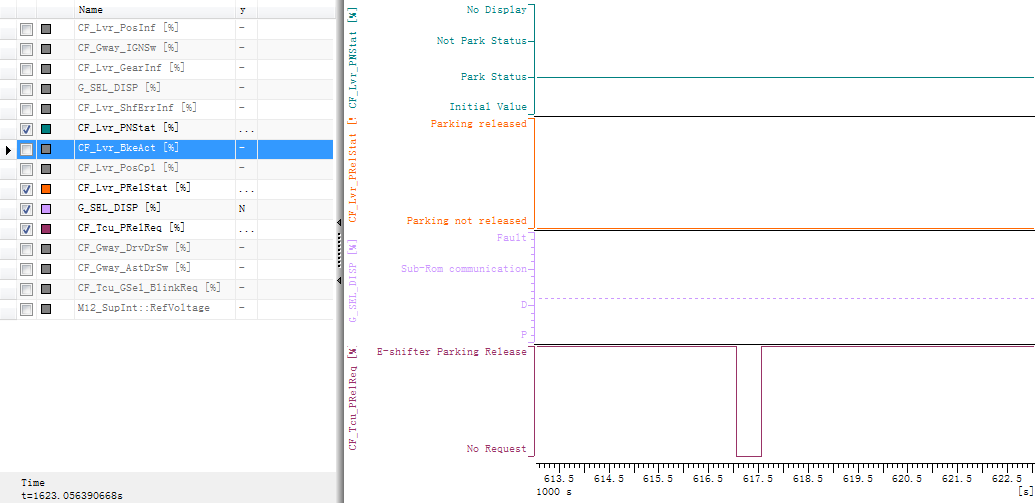 Name y
CF_Lvr_PosInf [%] -
CF_Gway_IGNSw [%] -
CF_Lvr_GearInf [%] -
G_SEL_DISP [%] -
CF_Lvr_ShfErrInf [%] -
CF_Lvr_PNStat [%] ...
CF_Lvr_BkeAct [%] -
CF_Lvr_PosCpl [%] -
CF_Lvr_PRelStat [%] ...
G_SEL_DISP [%] N
CF_Tcu_PRelReq [%] ...
CF_Gway_DrvDrSw [%] -
CF_Gway_AstDrSw [%] -
CF_Tcu_GSel_BlinkReq [%] -
Mi2_SupInt::RefVoltage -
Time
t=1623.056390668s
CF_Lvr_PNStat [%]
No Display
Not Park Status
Park Status
Initial Value
CF_Lvr_PRelStat
Parking released
Parking not released
G_SEL_DISP [%]
Fault
Sub-Rom communication
D
P
CF_Tcu_PRelReq [%]
E-shifter Parking Release
No Request
613.5 614.5 615.5 616.5 617.5 618.5 619.5 620.5 621.5 622.5
1000 s [s]